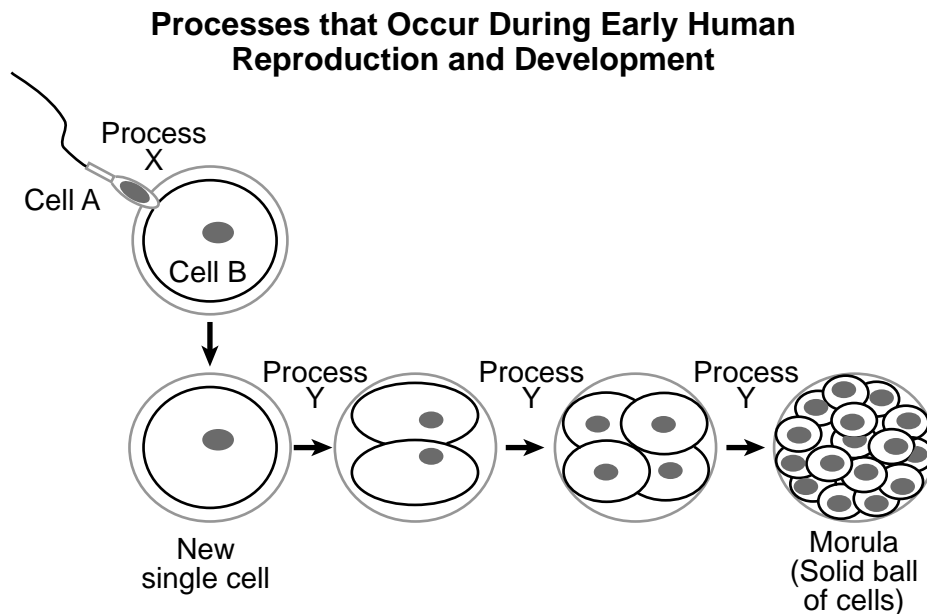 Processes that Occur During Early Human
Reproduction and Development
Process
X
Cell A
Cell B
Process
Y
Process
Y
Process
Y
New
single cell
Morula
(Solid ball
of cells)